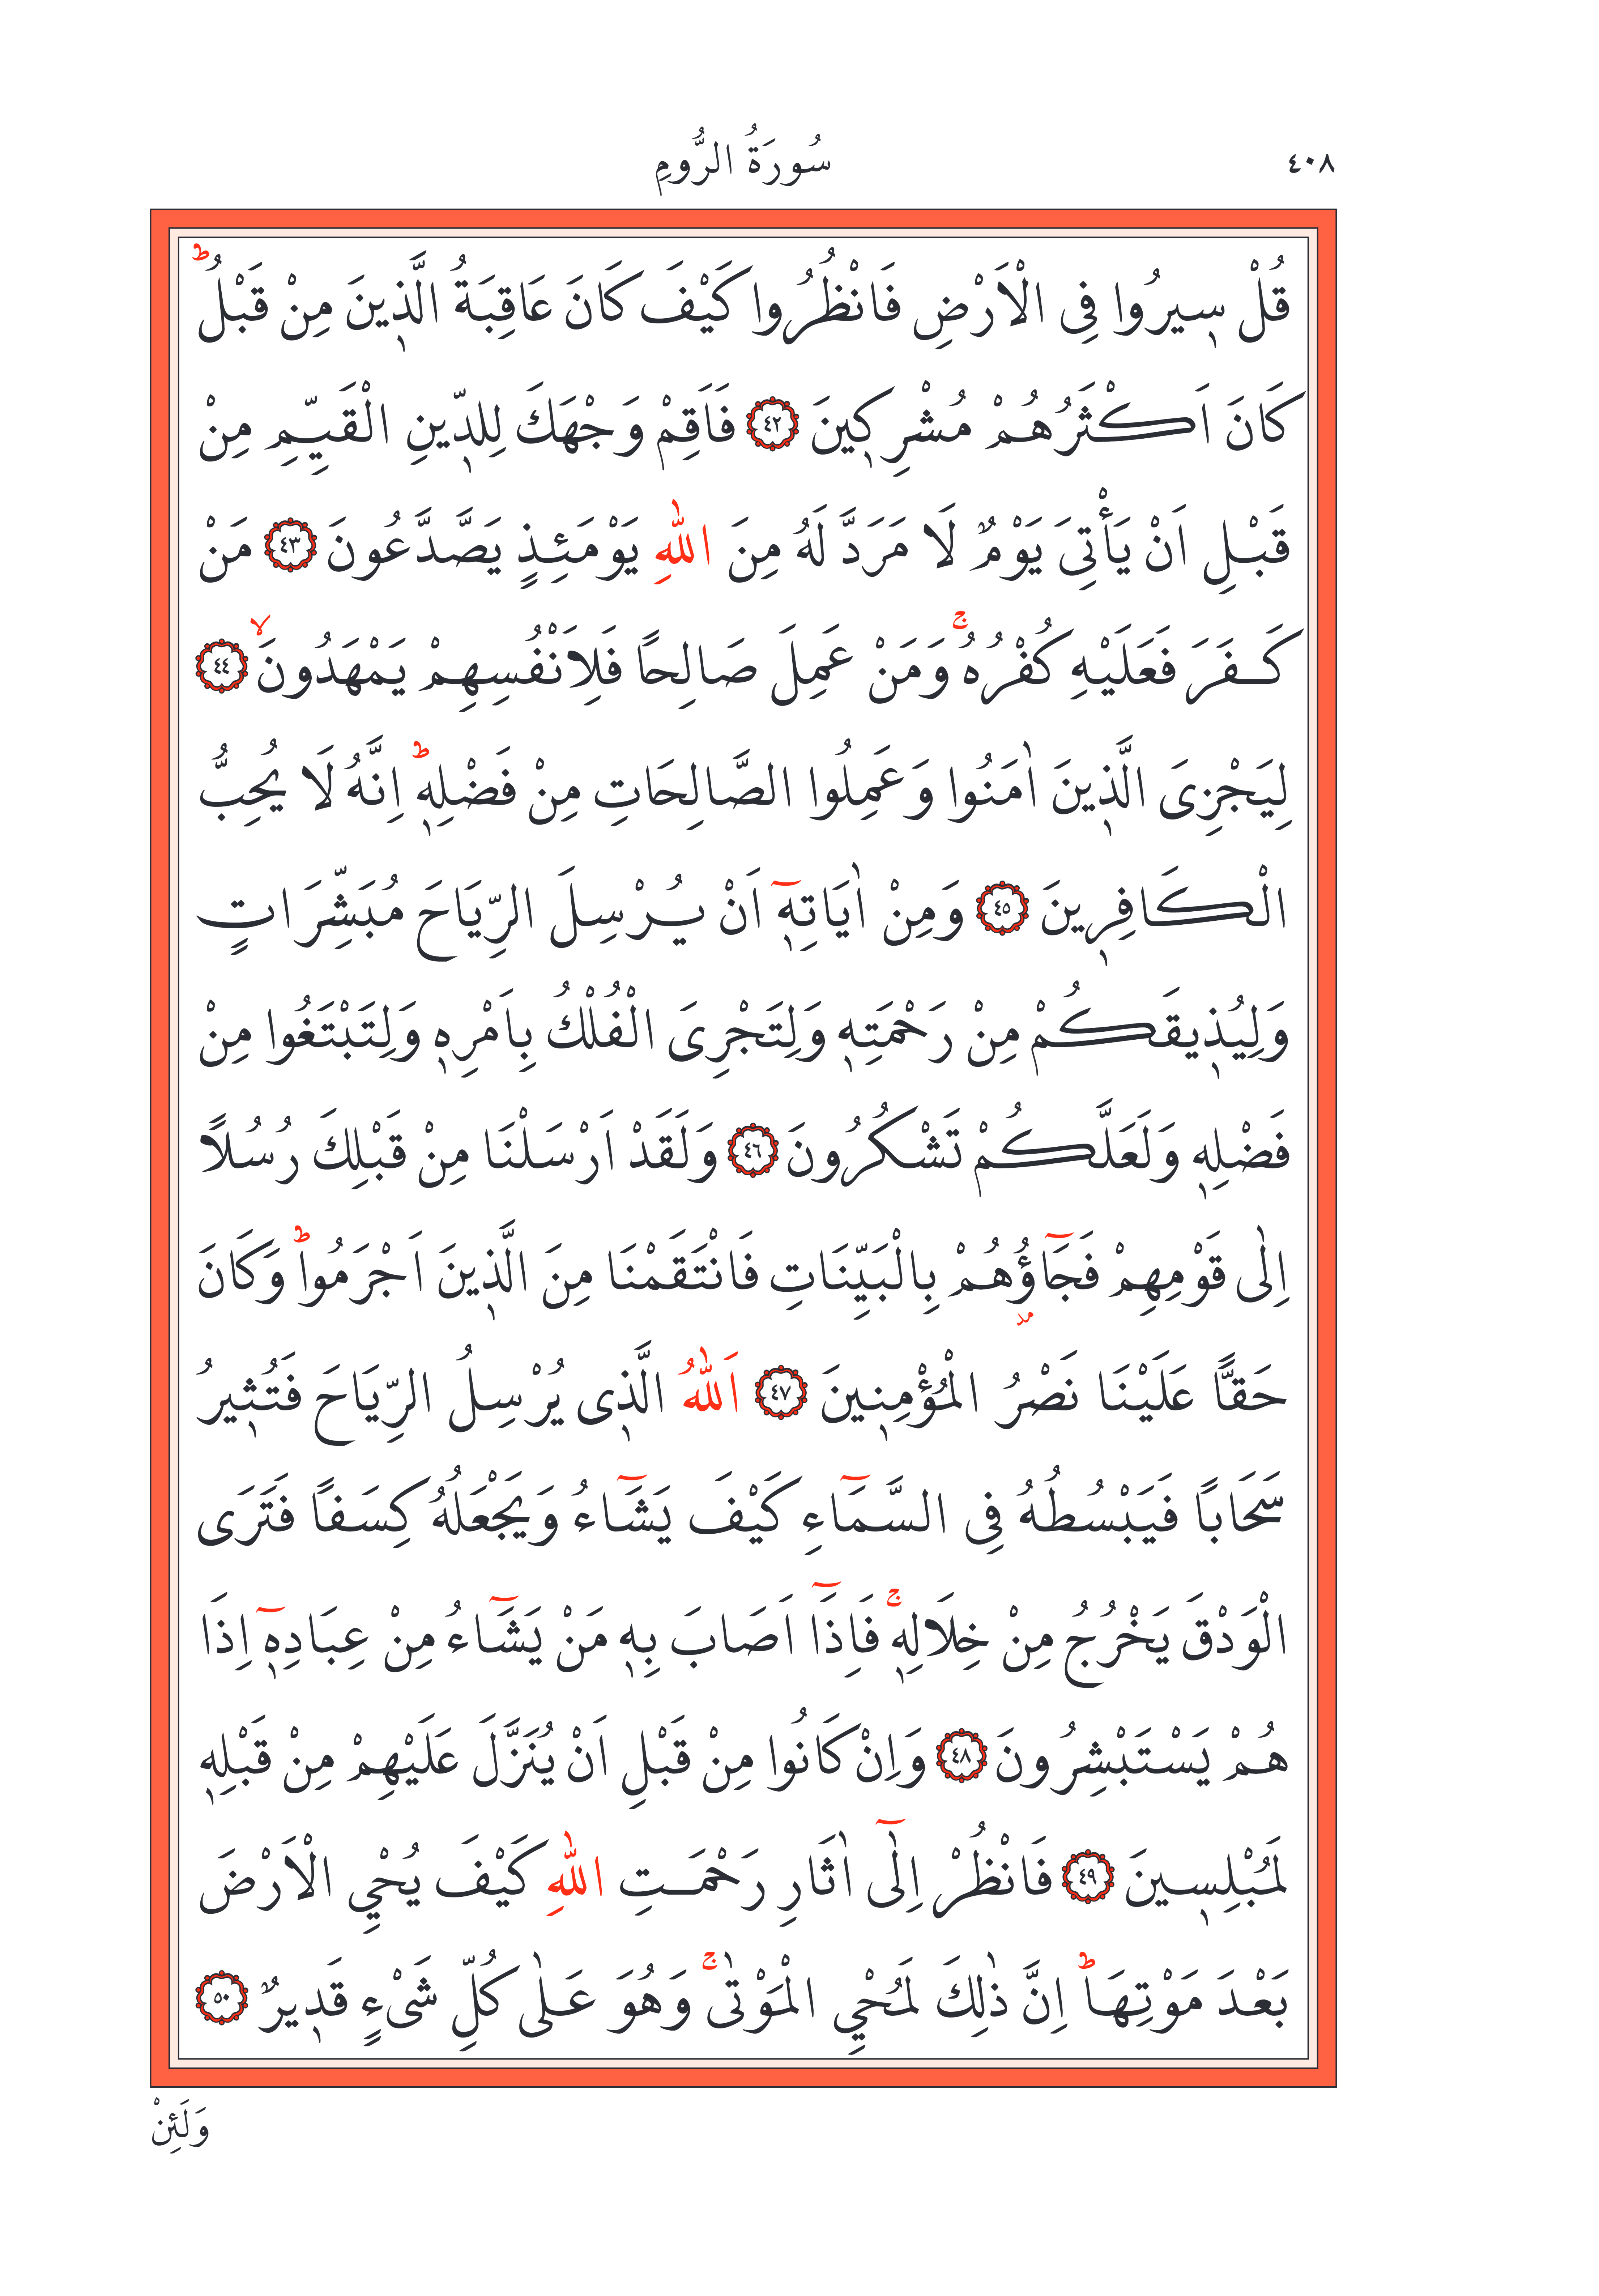 ٤٠٨
سُورَةُ الرُّومِ
قُلْ سٖيرُوا فِى الْاَرْضِ فَانْظُرُوا كَيْفَ كَانَ عَاقِبَةُ الَّذٖينَ مِنْ قَبْلُؕ
كَانَ اَكْثَرُهُمْ مُشْرِكٖينَ ﴿٤٢﴾ فَاَقِمْ وَجْهَكَ لِلدّٖينِ الْقَيِّمِ مِنْ
قَبْلِ اَنْ يَأْتِىَ يَوْمٌ لَا مَرَدَّ لَهُ مِنَ اللّٰهِ يَوْمَئِذٍ يَصَّدَّعُونَ ﴿٤٣﴾ مَنْ
كَفَرَ فَعَلَيْهِ كُفْرُهُۚ وَمَنْ عَمِلَ صَالِحًا فَلِاَنْفُسِهِمْ يَمْهَدُونَۙ ﴿٤٤﴾
لِيَجْزِىَ الَّذٖينَ اٰمَنُوا وَعَمِلُوا الصَّالِحَاتِ مِنْ فَضْلِهٖؕ اِنَّهُ لَا يُحِبُّ
الْكَافِرٖينَ ﴿٤٥﴾ وَمِنْ اٰيَاتِهٖٓ اَنْ يُرْسِلَ الرِّيَاحَ مُبَشِّرَاتٍ
وَلِيُذٖيقَكُمْ مِنْ رَحْمَتِهٖ وَلِتَجْرِىَ الْفُلْكُ بِاَمْرِهٖ وَلِتَبْتَغُوا مِنْ
فَضْلِهٖ وَلَعَلَّكُمْ تَشْكُرُونَ ﴿٤٦﴾ وَلَقَدْ اَرْسَلْنَا مِنْ قَبْلِكَ رُسُلًا
اِلٰى قَوْمِهِمْ فَجَٓاؤُهُمْ بِالْبَيِّنَاتِ فَانْتَقَمْنَا مِنَ الَّذٖينَ اَجْرَمُواؕ وَكَانَ
مد
حَقًّا عَلَيْنَا نَصْرُ الْمُؤْمِنٖينَ ﴿٤٧﴾ اَللّٰهُ الَّذٖى يُرْسِلُ الرِّيَاحَ فَتُثٖيرُ
سَحَابًا فَيَبْسُطُهُ فِى السَّمَٓاءِ كَيْفَ يَشَٓاءُ وَيَجْعَلُهُ كِسَفًا فَتَرَى
الْوَدْقَ يَخْرُجُ مِنْ خِلَالِهٖۚ فَاِذَٓا اَصَابَ بِهٖ مَنْ يَشَٓاءُ مِنْ عِبَادِهٖٓ اِذَا
هُمْ يَسْتَبْشِرُونَ ﴿٤٨﴾ وَاِنْ كَانُوا مِنْ قَبْلِ اَنْ يُنَزَّلَ عَلَيْهِمْ مِنْ قَبْلِهٖ
لَمُبْلِسٖينَ ﴿٤٩﴾ فَانْظُرْ اِلٰٓى اٰثَارِ رَحْمَتِ اللّٰهِ كَيْفَ يُحْيِ الْاَرْضَ
بَعْدَ مَوْتِهَاؕ اِنَّ ذٰلِكَ لَمُحْيِ الْمَوْتٰىۚ وَهُوَ عَلٰى كُلِّ شَىْءٍ قَدٖيرٌ ﴿٥٠﴾
وَلَئِنْ